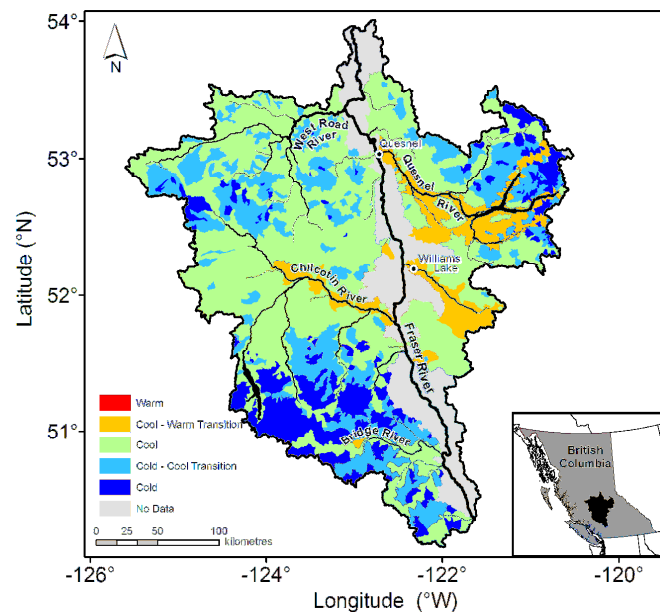 54°
53°
52°
51°
Latitude (°N)
N
West Road
River
Quesnel
Quesnel
River
Williams
Lake
Chilcotin River
Fraser River
Bridge River
Warm
Cool - Warm Transition
Cool
Cold - Cool Transition
Cold
No Data
0 25 50 100
kilometres
British
Columbia
-126° -124° -122° -120°
Longitude (°W)